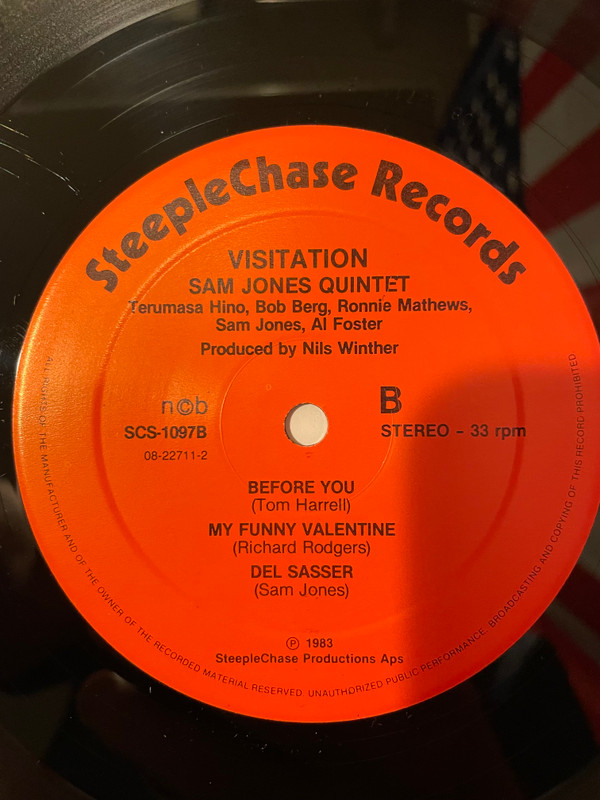 SteepleChase Records
VISITATION
SAM JONES QUINTET
Terumasa Hino, Bob Berg, Ronnie Mathews,
Sam Jones, Al Foster
Produced by Nils Winther
n©b
SCS-1097B
08-22711-2
B
STEREO - 33 rpm
BEFORE YOU
(Tom Harrell)
MY FUNNY VALENTINE
(Richard Rodgers)
DEL SASSER
(Sam Jones)
℗ 1983
SteepleChase Productions Aps
ALL RIGHTS OF THE MANUFACTURER AND OF THE OWNER OF THE RECORDED MATERIAL RESERVED. UNAUTHORIZED PUBLIC PERFORMANCE, BROADCASTING AND COPYING OF THIS RECORD PROHIBITED